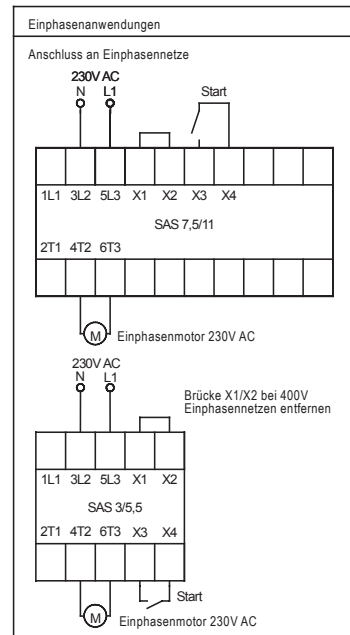 Einphasenanwendungen
Anschluss an Einphasennetze
230V AC
N L1
Start
1L1 3L2 5L3 X1 X2 X3 X4
SAS 7,5/11
2T1 4T2 6T3
M
Einphasenmotor 230V AC
230V AC
N L1
Brücke X1/X2 bei 400V
Einphasennetzen entfernen
1L1 3L2 5L3 X1 X2
SAS 3/5,5
2T1 4T2 6T3 X3 X4
Start
M
Einphasenmotor 230V AC